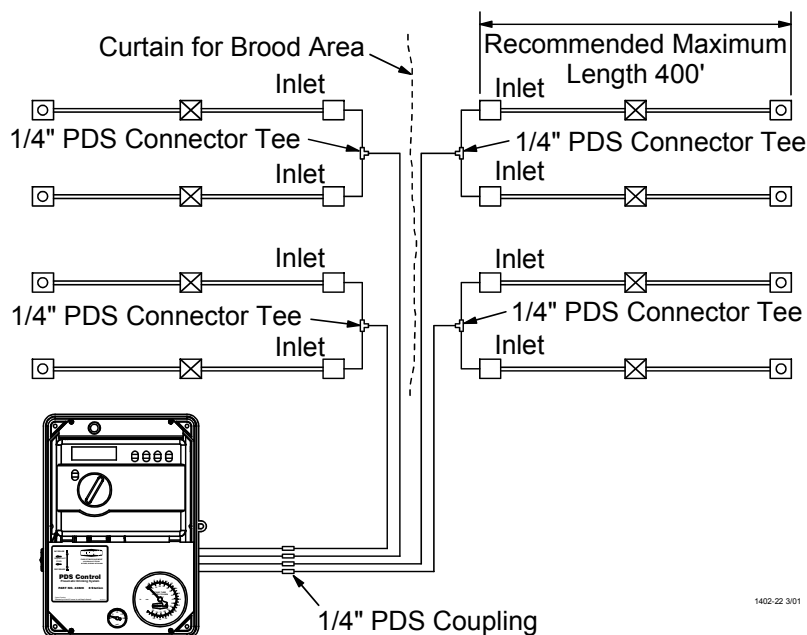 Curtain for Brood Area
Recommended Maximum
Length 400'
Inlet
Inlet
1/4" PDS Connector Tee
1/4" PDS Connector Tee
Inlet
Inlet
Inlet
Inlet
1/4" PDS Connector Tee
1/4" PDS Connector Tee
Inlet
Inlet
PDS Control
1/4" PDS Coupling
1402-22 3/01